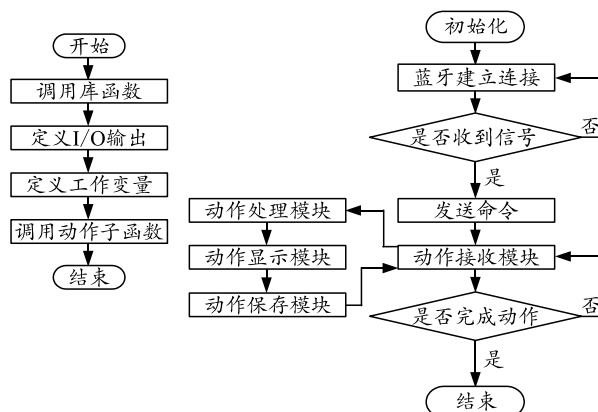 开始
调用库函数
定义I/O输出
定义工作变量
调用动作子函数
结束
初始化
蓝牙建立连接
是否收到信号
否
是
发送命令
动作处理模块
动作接收模块
动作显示模块
动作保存模块
是否完成动作
否
是
结束